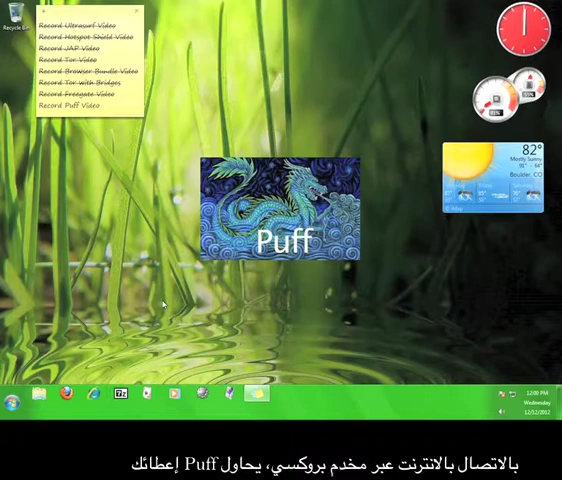 Recycle Bin
Record Ultrasurf Video
Record Hotspot Shield Video
Record JAP Video
Record Tor Video
Record Browser Bundle Video
Record Tor with Bridges
Record Freegate Video
Record Puff Video
Puff
82°
Mostly Sunny
Boulder, CO
12:00 PM
Wednesday
12/12/2012
بالاتصال بالانترنت عبر مخدم بروكسي، يحاول Puff إعطائك